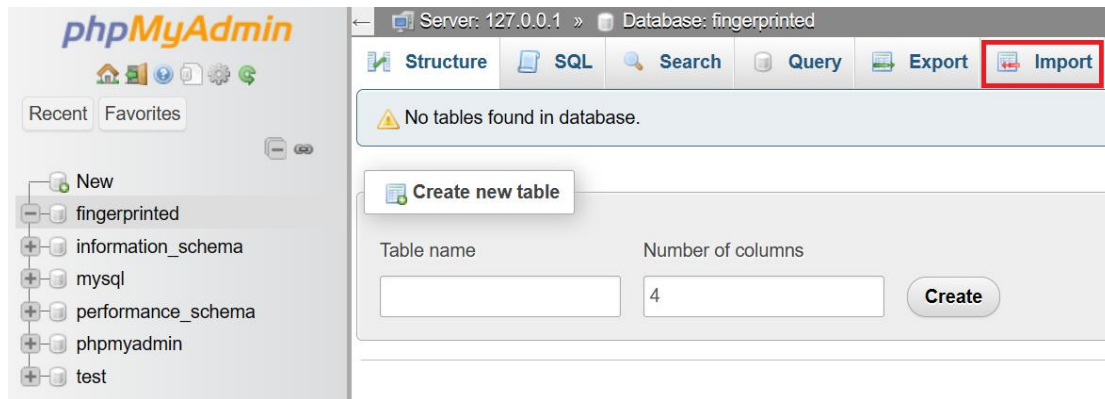 phpMyAdmin
Recent Favorites
New
fingerprinted
information_schema
mysql
performance_schema
phpmyadmin
test
Server: 127.0.0.1 » Database: fingerprinted
Structure SQL Search Query Export Import
No tables found in database.
Create new table
Table name Number of columns
4 Create